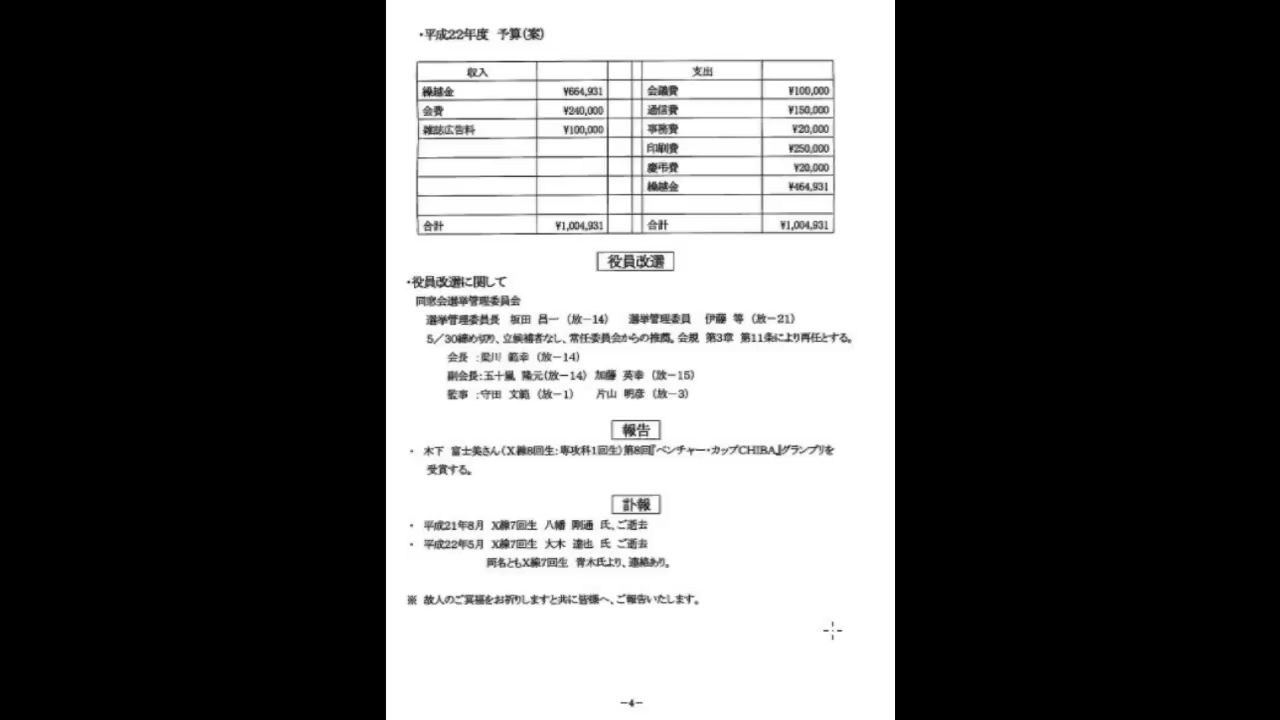 ・平成22年度 予算(案)
収入 支出
繰越金 ¥664,931 会議費 ¥100,000
会費 ¥240,000 通信費 ¥150,000
雑誌広告料 ¥100,000 事務費 ¥20,000
印刷費 ¥250,000
慶弔費 ¥20,000
繰越金 ¥464,931
合計 ¥1,004,931 合計 ¥1,004,931
役員改選
・役員改選に関して
同窓会選挙管理委員会
選挙管理委員長 坂田 昌一 (放−14) 選挙管理委員 伊藤 等 (放−21)
5/30締め切り、立候補者なし、常任委員会からの推薦。会規 第3章 第11条により再任とする。
会長 :梁川 範幸 (放−14)
副会長:五十嵐 隆元(放−14) 加藤 英幸 (放−15)
監事 :守田 文範 (放−1) 片山 明彦 (放−3)
報告
・ 木下 富士美さん(X線8回生:専攻科1回生)第8回『ベンチャー・カップCHIBA』グランプリを
受賞する。
訃報
・ 平成21年8月 X線7回生 八幡 剛通 氏、ご逝去
・ 平成22年5月 X線7回生 大木 達也 氏 ご逝去
両名ともX線7回生 青木氏より、連絡あり。
※ 故人のご冥福をお祈りしますと共に皆様へ、ご報告いたします。
−4−